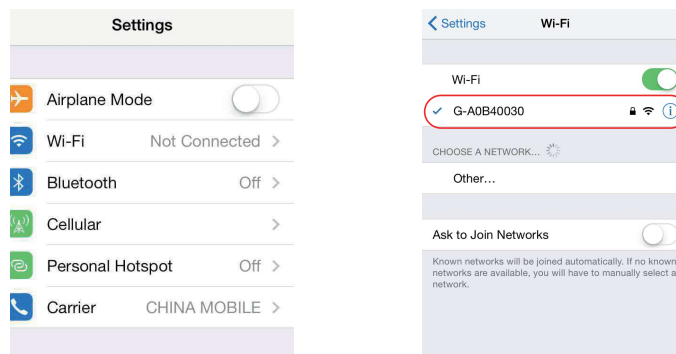 Settings
Airplane Mode
Wi-Fi Not Connected
Bluetooth Off
Cellular
Personal Hotspot Off
Carrier CHINA MOBILE
Settings Wi-Fi
Wi-Fi
G-A0B40030
CHOOSE A NETWORK...
Other...
Ask to Join Networks
Known networks will be joined automatically. If no known
networks are available, you will have to manually select a
network.